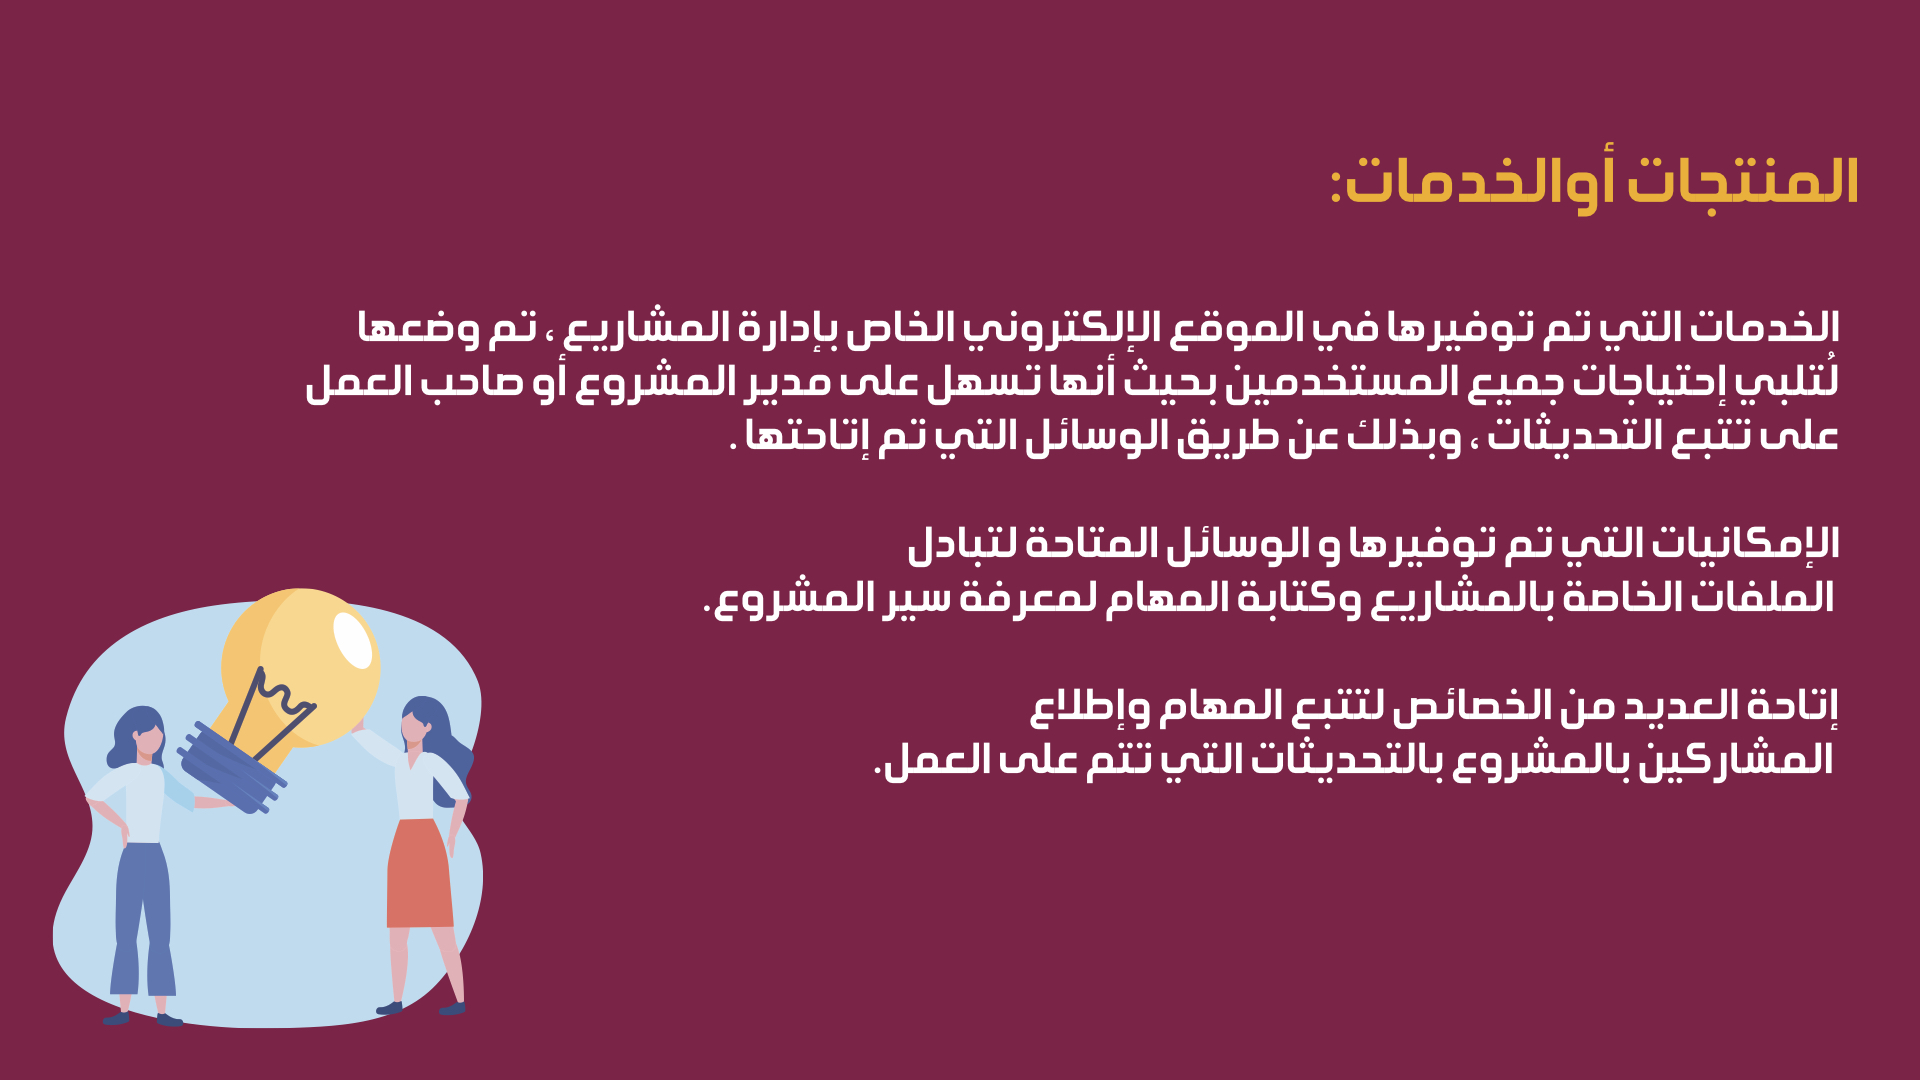 المنتجات أوالخدمات:
الخدمات التي تم توفيرها في الموقع الإلكتروني الخاص بإدارة المشاريع ، تم وضعها
لُتلبي إحتياجات جميع المستخدمين بحيث أنها تسهل على مدير المشروع أو صاحب العمل
على تتبع التحديثات ، وبذلك عن طريق الوسائل التي تم إتاحتها .
الإمكانيات التي تم توفيرها و الوسائل المتاحة لتبادل
الملفات الخاصة بالمشاريع وكتابة المهام لمعرفة سير المشروع.
إتاحة العديد من الخصائص لتتبع المهام وإطلاع
المشاركين بالمشروع بالتحديثات التي تتم على العمل.